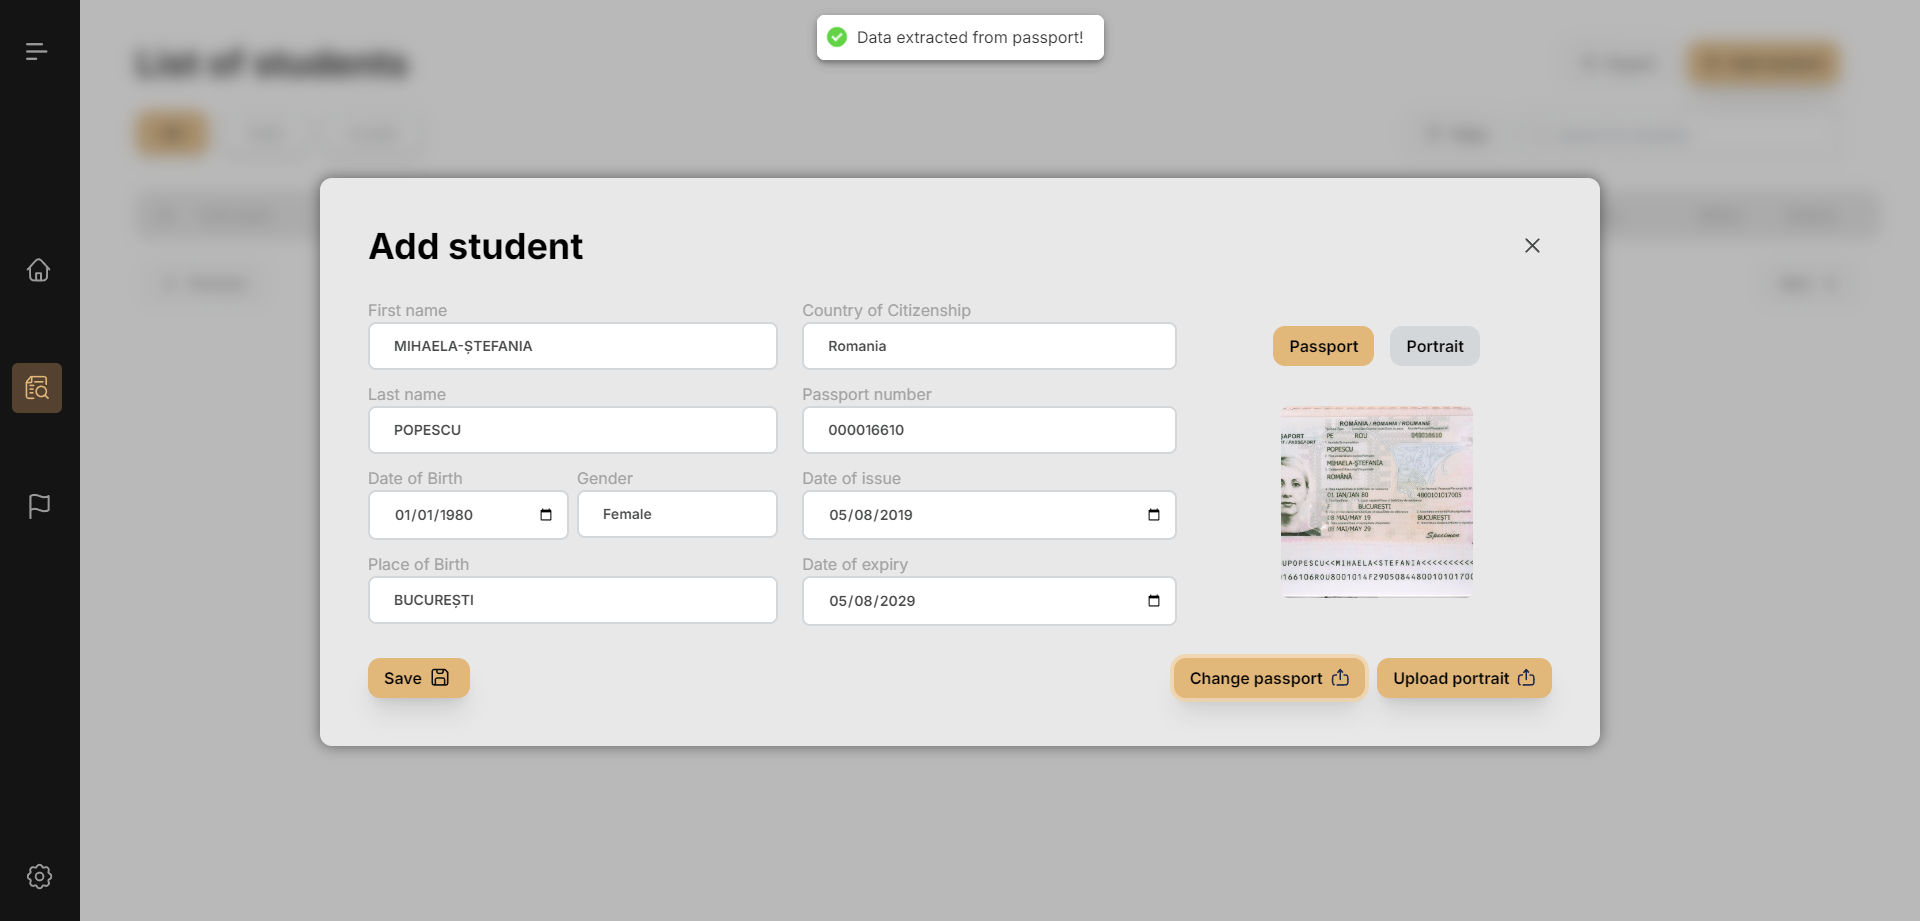 Data extracted from passport!
List of students
Add student
First name
MIHAELA-ȘTEFANIA
Country of Citizenship
Romania
Passport
Portrait
Last name
POPESCU
Passport number
000016610
Date of Birth
01/01/1980
Gender
Female
Date of issue
05/08/2019
Place of Birth
BUCUREȘTI
Date of expiry
05/08/2029
ROMÂNIA / ROMANIA / ROUMANIE
PE ROU
POPESCU
MIHAELA-ŞTEFANIA
ROMÂNĂ
01 IAN/JAN 80
BUCUREŞTI
08 MAI/MAY 19
BUCUREŞTI
08 MAI/MAY 29
Specimen
UPOPESCU<<MIHAELA<STEFANIA<<<<<<<<<
Save
Change passport
Upload portrait